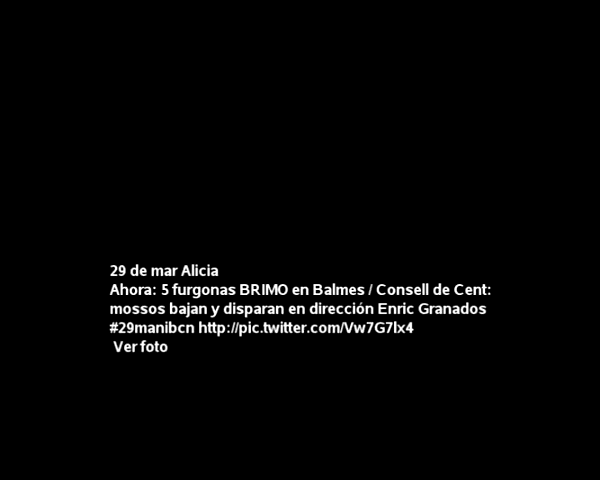 29 de mar Alicia
Ahora: 5 furgonas BRIMO en Balmes / Consell de Cent:
mossos bajan y disparan en dirección Enric Granados
#29manibcn http://pic.twitter.com/Vw7G7lx4
Ver foto